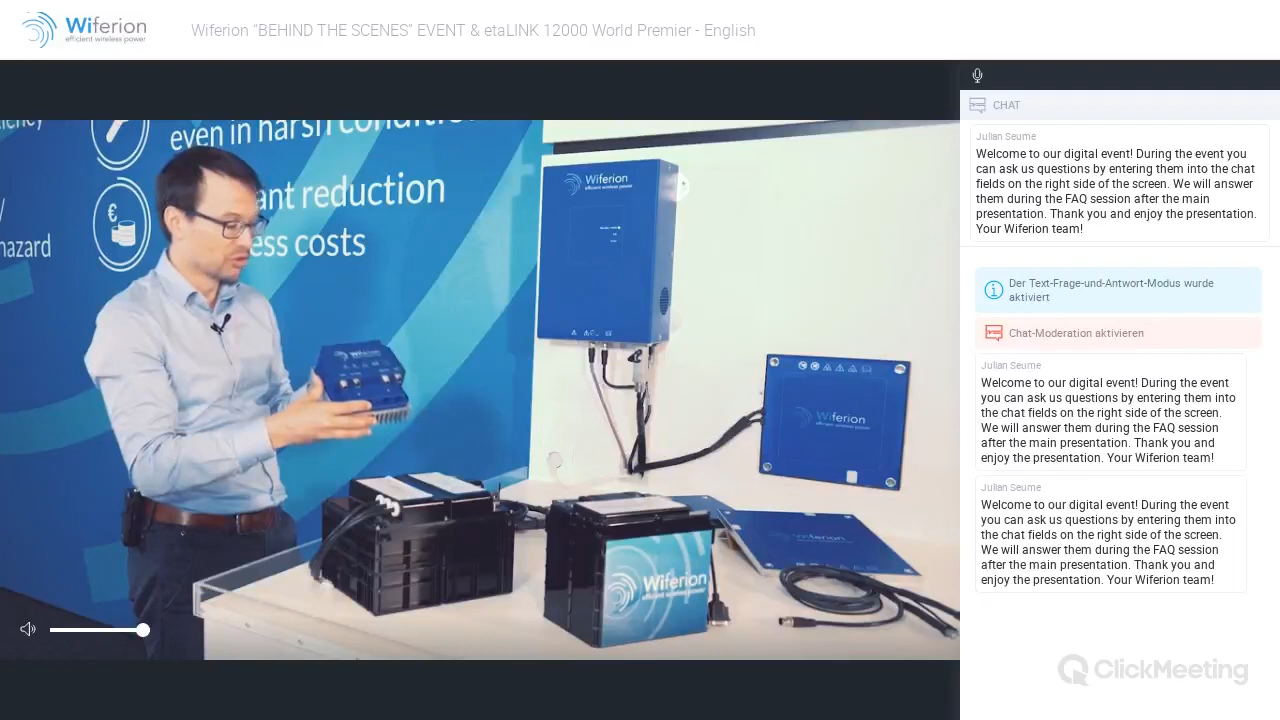 Wiferion
efficient wireless power
Wiferion “BEHIND THE SCENES” EVENT & etaLINK 12000 World Premier - English
even in harsh
ant reduction
ess costs
hazard
€
Wiferion
efficient wireless power
Wiferion
Wiferion
efficient wireless power
CHAT
Julian Seume
Welcome to our digital event! During the event you
can ask us questions by entering them into the chat
fields on the right side of the screen. We will answer
them during the FAQ session after the main
presentation. Thank you and enjoy the presentation.
Your Wiferion team!
Der Text-Frage-und-Antwort-Modus wurde
aktiviert
Chat-Moderation aktivieren
Julian Seume
Welcome to our digital event! During the event
you can ask us questions by entering them into
the chat fields on the right side of the screen.
We will answer them during the FAQ session
after the main presentation. Thank you and
enjoy the presentation. Your Wiferion team!
Julian Seume
Welcome to our digital event! During the event
you can ask us questions by entering them into
the chat fields on the right side of the screen.
We will answer them during the FAQ session
after the main presentation. Thank you and
enjoy the presentation. Your Wiferion team!
ClickMeeting